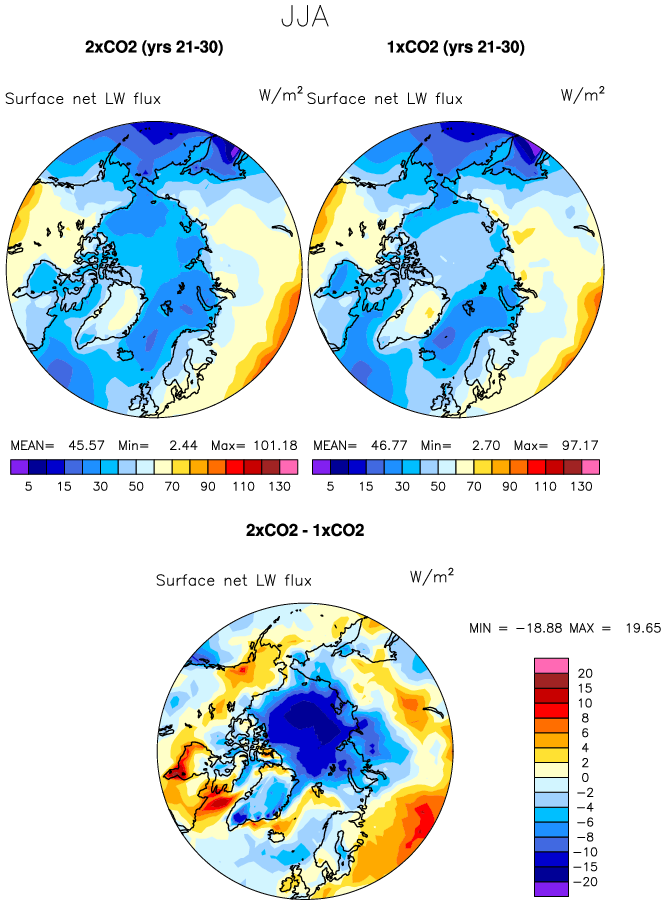 JJA
2xCO2 (yrs 21-30)
1xCO2 (yrs 21-30)
Surface net LW flux
W/m²
Surface net LW flux
W/m²
MEAN= 45.57 Min= 2.44 Max= 101.18
5 15 30 50 70 90 110 130
MEAN= 46.77 Min= 2.70 Max= 97.17
5 15 30 50 70 90 110 130
2xCO2 - 1xCO2
Surface net LW flux
W/m²
MIN = −18.88 MAX = 19.65
20
15
10
8
6
4
2
0
−2
−4
−6
−8
−10
−15
−20